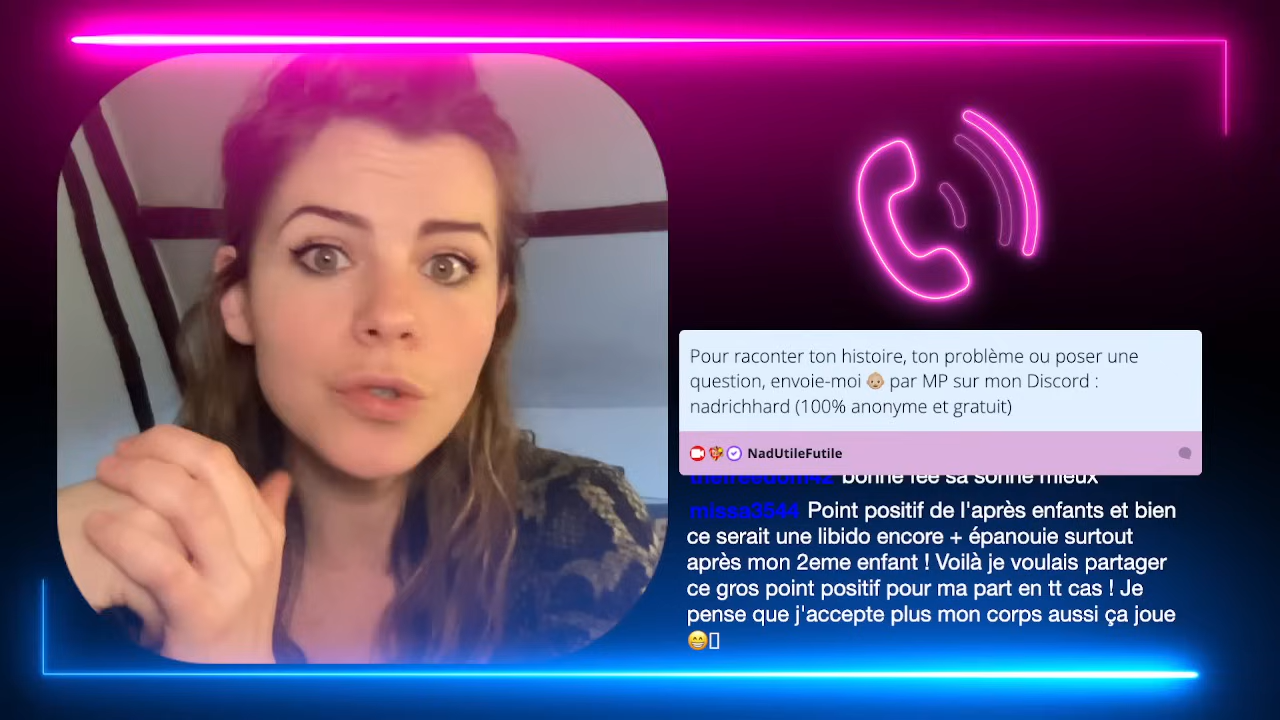 Pour raconter ton histoire, ton problème ou poser une
question, envoie-moi 👶🏼 par MP sur mon Discord :
nadrichhard (100% anonyme et gratuit)
NadUtileFutile
thefreedom42 bonne fée sa sonne mieux
missa3544 Point positif de l'après enfants et bien
ce serait une libido encore + épanouie surtout
après mon 2eme enfant ! Voilà je voulais partager
ce gros point positif pour ma part en tt cas ! Je
pense que j'accepte plus mon corps aussi ça joue
😁▯